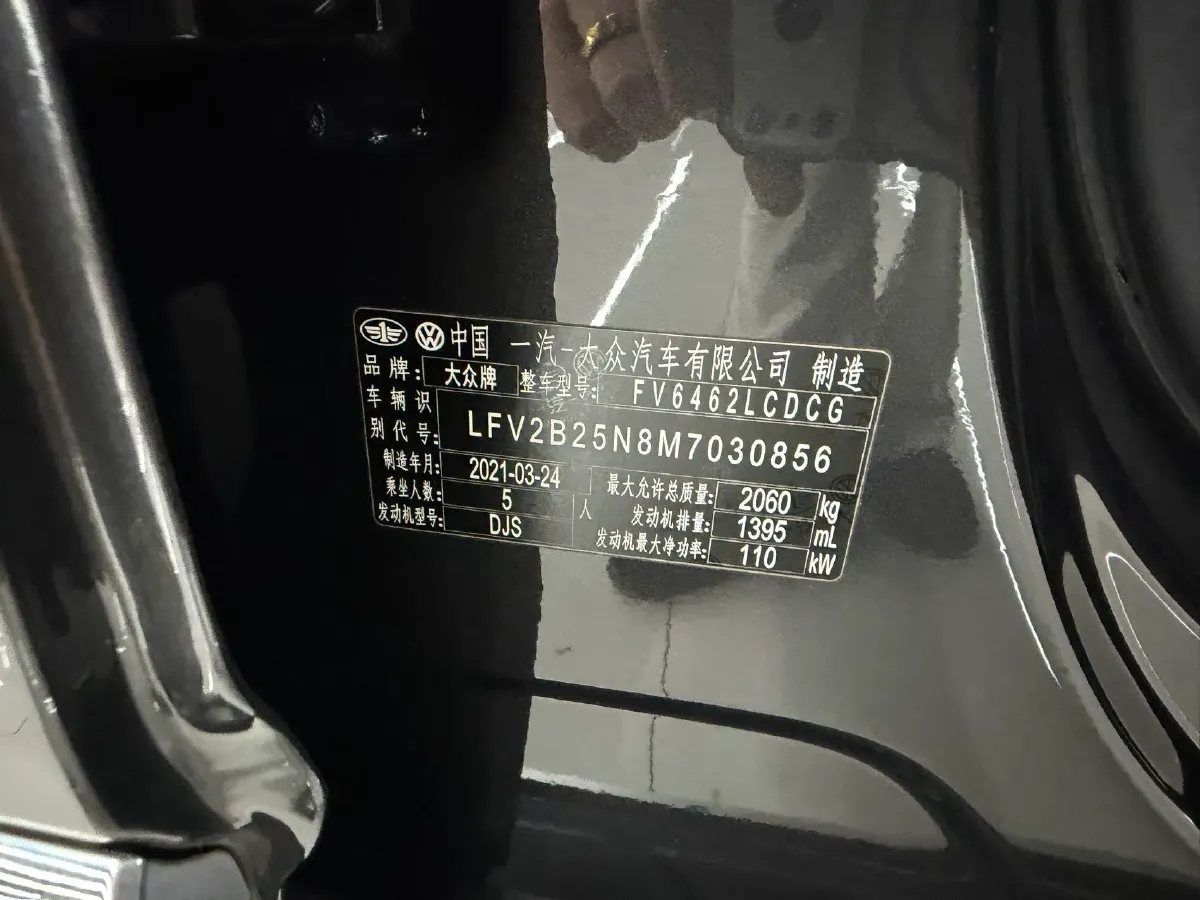 中国 一汽-大众汽车有限公司 制造
品牌: 大众牌 整车型号: FV6462LCDCG
车辆识别代号: LFV2B25N8M7030856
制造年月: 2021-03-24 最大允许总质量: 2060 kg
乘坐人数: 5 人 发动机排量: 1395 mL
发动机型号: DJS 发动机最大净功率: 110 kW